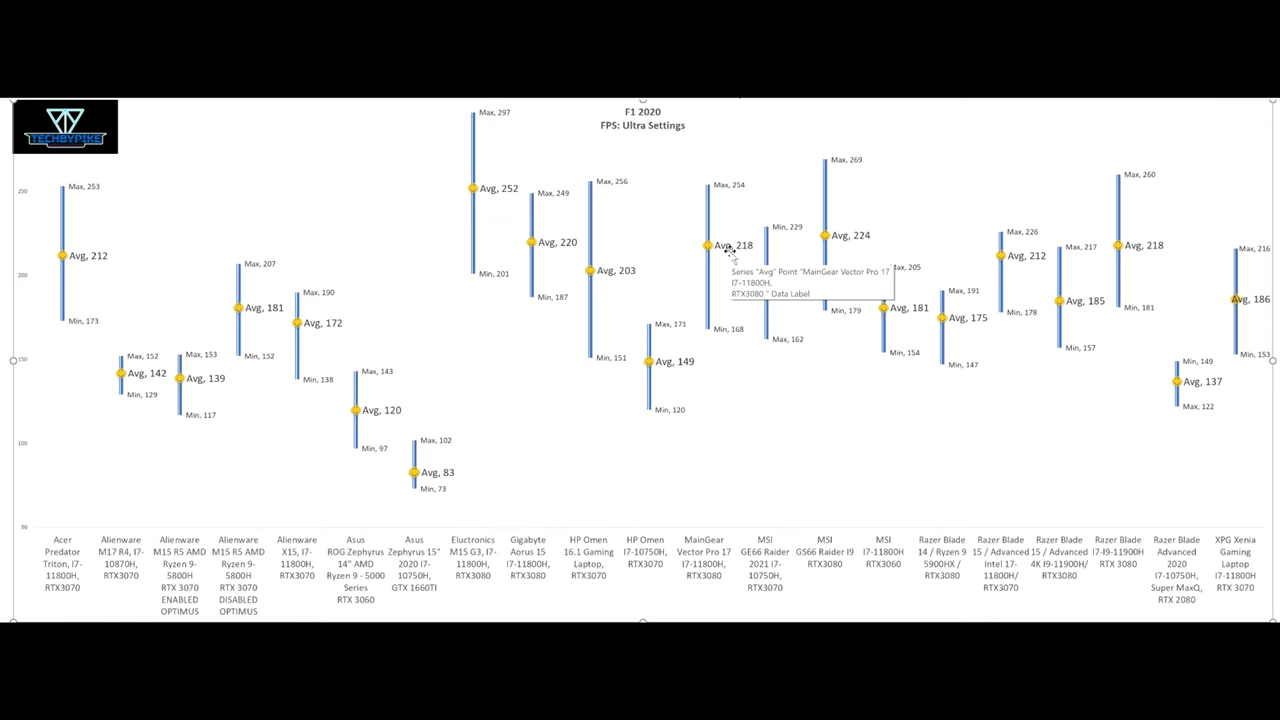 TECHBYPIKE
F1 2020
FPS: Ultra Settings
250
200
150
100
50
Max, 253
Avg, 212
Min, 173
Max, 152
Avg, 142
Min, 129
Max, 153
Avg, 139
Min, 117
Max, 207
Avg, 181
Min, 152
Max, 190
Avg, 172
Min, 138
Max, 143
Avg, 120
Min, 97
Max, 102
Avg, 83
Min, 73
Max, 297
Avg, 252
Min, 201
Max, 249
Avg, 220
Min, 187
Max, 256
Avg, 203
Min, 151
Max, 171
Avg, 149
Min, 120
Max, 254
Avg, 218
Min, 168
Min, 229
Max, 162
Series "Avg" Point "MainGear Vector Pro 17
I7-11800H,
RTX3080 " Data Label
Max, 269
Avg, 224
Min, 179
ax, 205
Avg, 181
Min, 154
Max, 191
Avg, 175
Min, 147
Max, 226
Avg, 212
Min, 178
Max, 217
Avg, 185
Min, 157
Max, 260
Avg, 218
Min, 181
Min, 149
Avg, 137
Max, 122
Max, 216
Avg, 186
Min, 153
Acer
Predator
Triton, I7-
11800H,
RTX3070
Alienware
M17 R4, I7-
10870H,
RTX3070
Alienware
M15 R5 AMD
Ryzen 9-
5800H
RTX 3070
ENABLED
OPTIMUS
Alienware
M15 R5 AMD
Ryzen 9-
5800H
RTX 3070
DISABLED
OPTIMUS
Alienware
X15, I7-
11800H,
RTX3070
Asus
ROG Zephyrus
14" AMD
Ryzen 9 - 5000
Series
RTX 3060
Asus
Zephyrus 15"
2020 I7-
10750H,
GTX 1660TI
Eluctronics
M15 G3, I7-
11800H,
RTX3080
Gigabyte
Aorus 15
I7-11800H,
RTX3080
HP Omen
16.1 Gaming
Laptop,
RTX3070
HP Omen
I7-10750H,
RTX3070
MainGear
Vector Pro 17
I7-11800H,
RTX3080
MSI
GE66 Raider
2021 I7-
10750H,
RTX3070
MSI
GS66 Raider I9
RTX3080
MSI
I7-11800H
RTX3060
Razer Blade
14 / Ryzen 9
5900HX /
RTX3080
Razer Blade
15 / Advanced
Intel 17-
11800H/
RTX3070
Razer Blade
15 / Advanced
4K I9-11900H/
RTX3080
Razer Blade
I7-I9-11900H
RTX 3080
Razer Blade
Advanced
2020
I7-10750H,
Super MaxQ,
RTX 2080
XPG Xenia
Gaming
Laptop
I7-11800H
RTX 3070